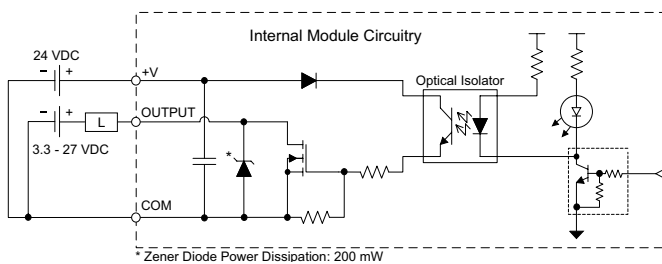 Internal Module Circuitry
24 VDC
– +
+V
Optical Isolator
– +
L
OUTPUT
3.3 - 27 VDC
*
COM
* Zener Diode Power Dissipation: 200 mW